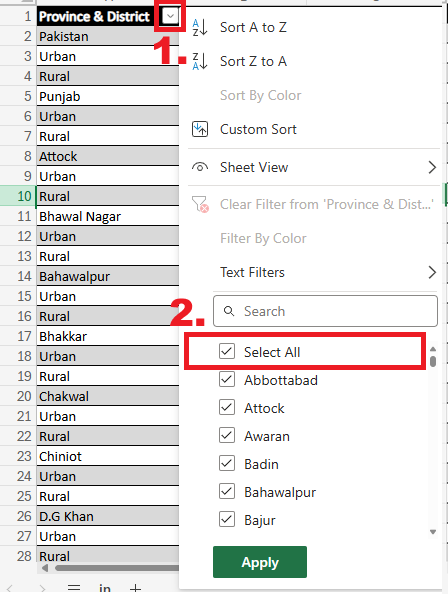 1 Province & District
2 Pakistan
3 Urban
4 Rural
5 Punjab
6 Urban
7 Rural
8 Attock
9 Urban
10 Rural
11 Bhawal Nagar
12 Urban
13 Rural
14 Bahawalpur
15 Urban
16 Rural
17 Bhakkar
18 Urban
19 Rural
20 Chakwal
21 Urban
22 Rural
23 Chiniot
24 Urban
25 Rural
26 D.G Khan
27 Urban
28 Rural
in
1.
Sort A to Z
Sort Z to A
Sort By Color
Custom Sort
Sheet View
Clear Filter from 'Province & Dist...'
Filter By Color
Text Filters
2.
Search
Select All
Abbottabad
Attock
Awaran
Badin
Bahawalpur
Bajur
Apply